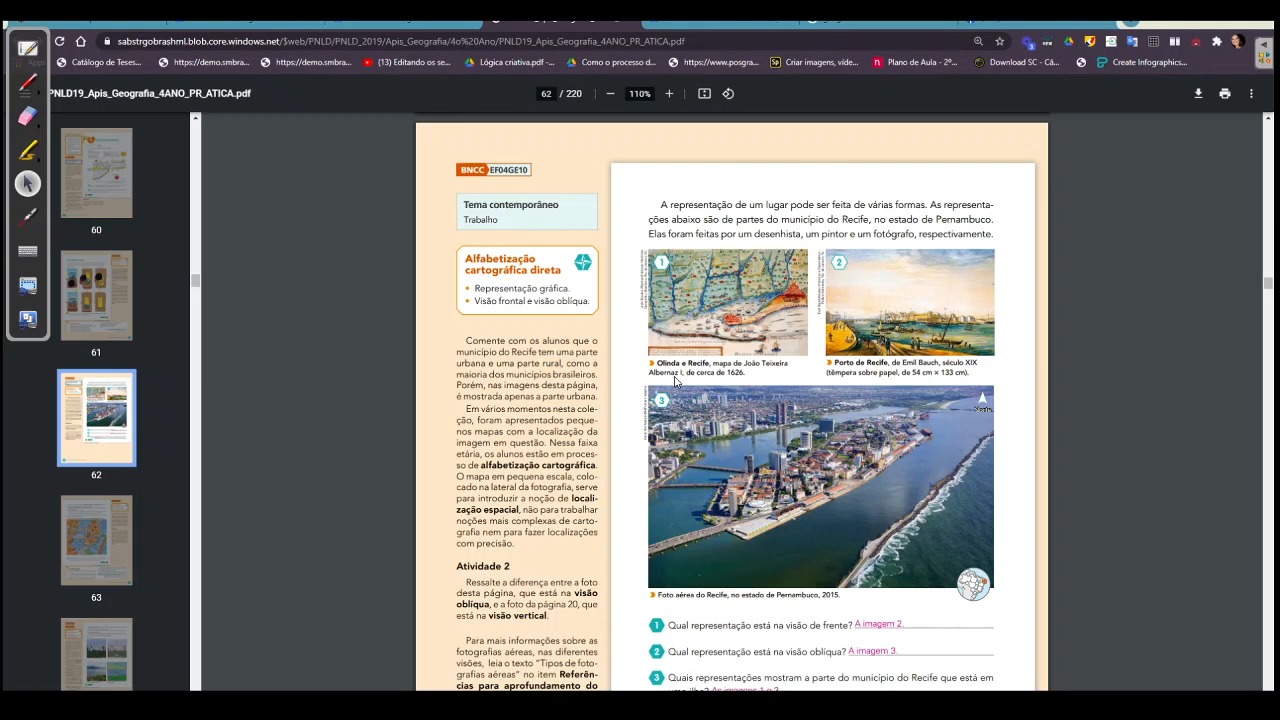 sabstrgobrashml.blob.core.windows.net/$web/PNLD/PNLD_2019/Apis_Geografia/4o%20Ano/PNLD19_Apis_Geografia_4ANO_PR_ATICA.pdf
Catálogo de Teses...
https://demo.smbra...
https://demo.smbra...
(13) Editando os se...
Lógica criativa.pdf -...
Como o processo d...
https://www.posgra...
Criar imagens, víde...
Plano de Aula - 2º...
Download SC - Câ...
Create Infographics...
PNLD19_Apis_Geografia_4ANO_PR_ATICA.pdf
62 / 220
110%
60
61
62
63
BNCC EF04GE10
Tema contemporâneo
Trabalho
Alfabetização
cartográfica direta
• Representação gráfica.
• Visão frontal e visão oblíqua.
Comente com os alunos que o
município do Recife tem uma parte
urbana e uma parte rural, como a
maioria dos municípios brasileiros.
Porém, nas imagens desta página,
é mostrada apenas a parte urbana.
Em vários momentos nesta cole-
ção, foram apresentados peque-
nos mapas com a localização da
imagem em questão. Nessa faixa
etária, os alunos estão em proces-
so de alfabetização cartográfica.
O mapa em pequena escala, colo-
cado na lateral da fotografia, serve
para introduzir a noção de locali-
zação espacial, não para trabalhar
noções mais complexas de carto-
grafia nem para fazer localizações
com precisão.
Atividade 2
Ressalte a diferença entre a foto
desta página, que está na visão
oblíqua, e a foto da página 20, que
está na visão vertical.
Para mais informações sobre as
fotografias aéreas, nas diferentes
visões, leia o texto “Tipos de foto-
grafias aéreas” no item Referên-
cias para aprofundamento do
A representação de um lugar pode ser feita de várias formas. As representa-
ções abaixo são de partes do município do Recife, no estado de Pernambuco.
Elas foram feitas por um desenhista, um pintor e um fotógrafo, respectivamente.
1
2
Olinda e Recife, mapa de João Teixeira
Albernaz I, de cerca de 1626.
Porto de Recife, de Emil Bauch, século XIX
(têmpera sobre papel, de 54 cm × 133 cm).
3
Foto aérea do Recife, no estado de Pernambuco, 2015.
1 Qual representação está na visão de frente? A imagem 2.
2 Qual representação está na visão oblíqua? A imagem 3.
3 Quais representações mostram a parte do município do Recife que está em
uma ilha? As imagens 1 e 3.